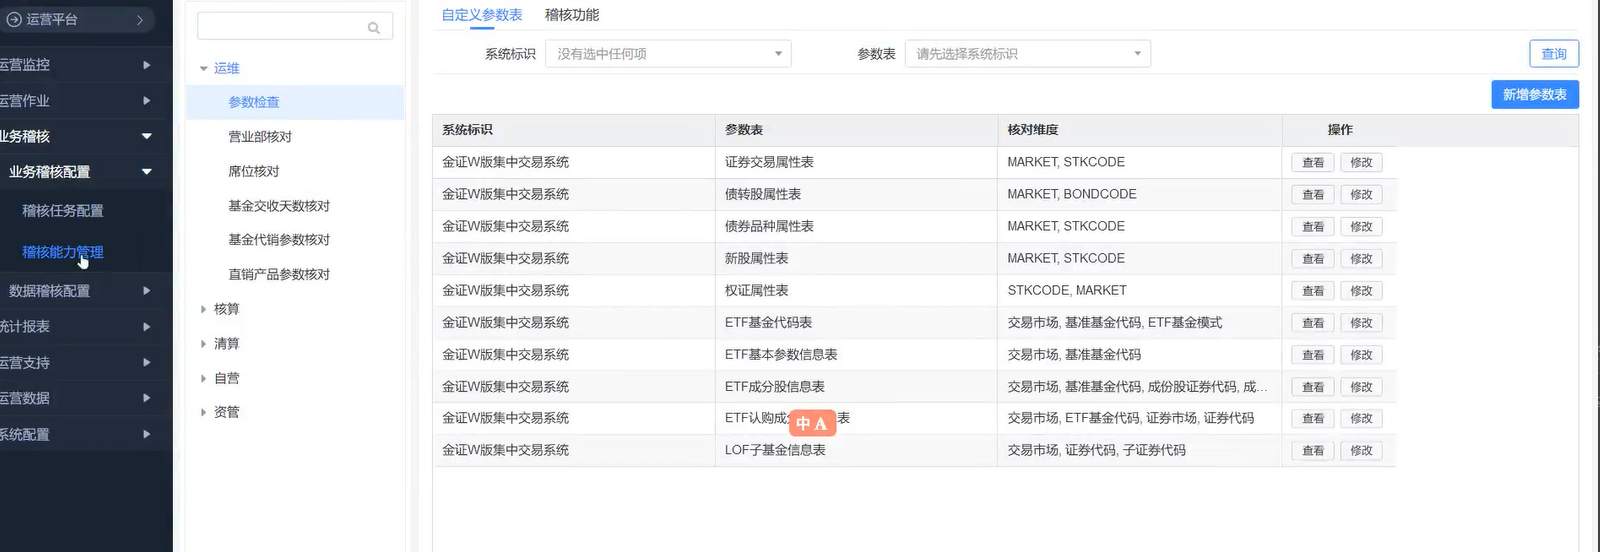 运营平台
运营监控
运营作业
业务稽核
业务稽核配置
稽核任务配置
稽核能力管理
数据稽核配置
统计报表
运营支持
运营数据
系统配置
运维
参数检查
营业部核对
席位核对
基金交收天数核对
基金代销参数核对
直销产品参数核对
核算
清算
自营
资管
自定义参数表 稽核功能
系统标识 没有选中任何项 参数表 请先选择系统标识 查询
新增参数表
系统标识 参数表 核对维度 操作
金证W版集中交易系统 证券交易属性表 MARKET, STKCODE 查看 修改
金证W版集中交易系统 债转股属性表 MARKET, BONDCODE 查看 修改
金证W版集中交易系统 债券品种属性表 MARKET, STKCODE 查看 修改
金证W版集中交易系统 新股属性表 MARKET, STKCODE 查看 修改
金证W版集中交易系统 权证属性表 STKCODE, MARKET 查看 修改
金证W版集中交易系统 ETF基金代码表 交易市场, 基准基金代码, ETF基金模式 查看 修改
金证W版集中交易系统 ETF基本参数信息表 交易市场, 基准基金代码 查看 修改
金证W版集中交易系统 ETF成分股信息表 交易市场, 基准基金代码, 成份股证券代码, 成... 查看 修改
金证W版集中交易系统 ETF认购成 表 交易市场, ETF基金代码, 证券市场, 证券代码 查看 修改
中 A
金证W版集中交易系统 LOF子基金信息表 交易市场, 证券代码, 子证券代码 查看 修改